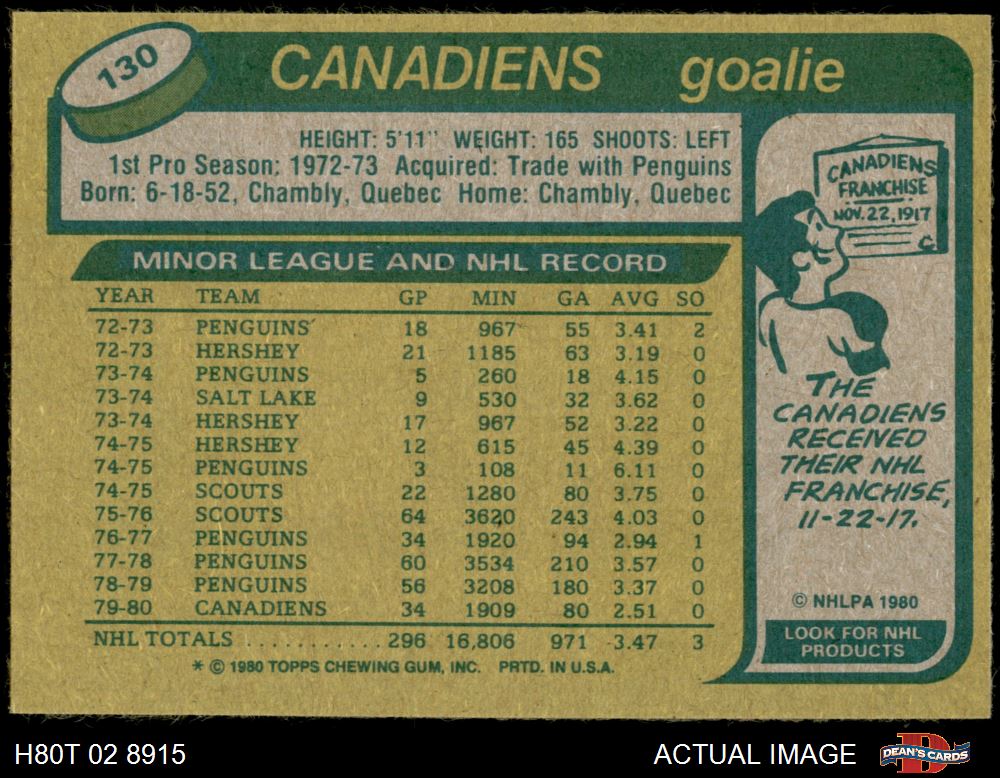 130
CANADIENS goalie
HEIGHT: 5'11" WEIGHT: 165 SHOOTS: LEFT
1st Pro Season: 1972-73 Acquired: Trade with Penguins
Born: 6-18-52, Chambly, Quebec Home: Chambly, Quebec
MINOR LEAGUE AND NHL RECORD
YEAR TEAM GP MIN GA AVG SO
72-73 PENGUINS 18 967 55 3.41 2
72-73 HERSHEY 21 1185 63 3.19 0
73-74 PENGUINS 5 260 18 4.15 0
73-74 SALT LAKE 9 530 32 3.62 0
73-74 HERSHEY 17 967 52 3.22 0
74-75 HERSHEY 12 615 45 4.39 0
74-75 PENGUINS 3 108 11 6.11 0
74-75 SCOUTS 22 1280 80 3.75 0
75-76 SCOUTS 64 3620 243 4.03 0
76-77 PENGUINS 34 1920 94 2.94 1
77-78 PENGUINS 60 3534 210 3.57 0
78-79 PENGUINS 56 3208 180 3.37 0
79-80 CANADIENS 34 1909 80 2.51 0
NHL TOTALS . . . . . . . . . . . 296 16,806 971 3.47 3
* © 1980 TOPPS CHEWING GUM, INC. PRTD. IN U.S.A.
CANADIENS
FRANCHISE
NOV. 22, 1917
THE
CANADIENS
RECEIVED
THEIR NHL
FRANCHISE,
11-22-17.
© NHLPA 1980
LOOK FOR NHL
PRODUCTS
H80T 02 8915 ACTUAL IMAGE
DEAN'S CARDS